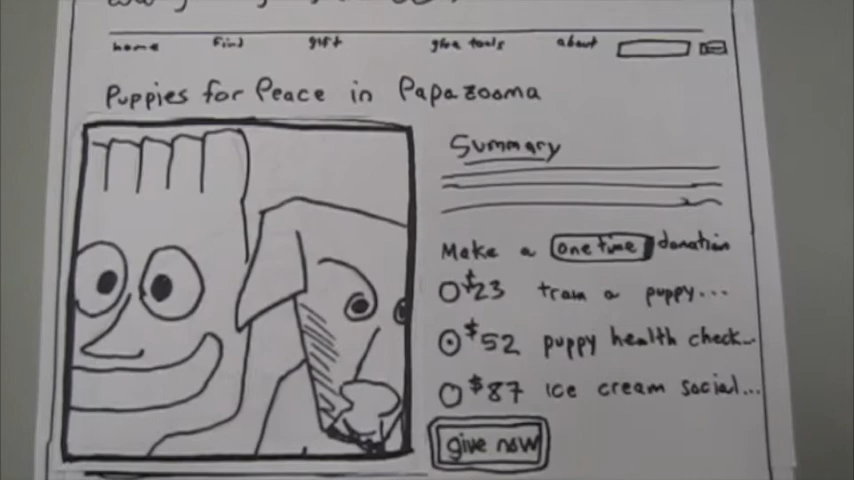 home find gift give tools about
Puppies for Peace in Papazooma
Summary
Make a one time donation
$23 train a puppy...
$52 puppy health check...
$87 ice cream social...
give now